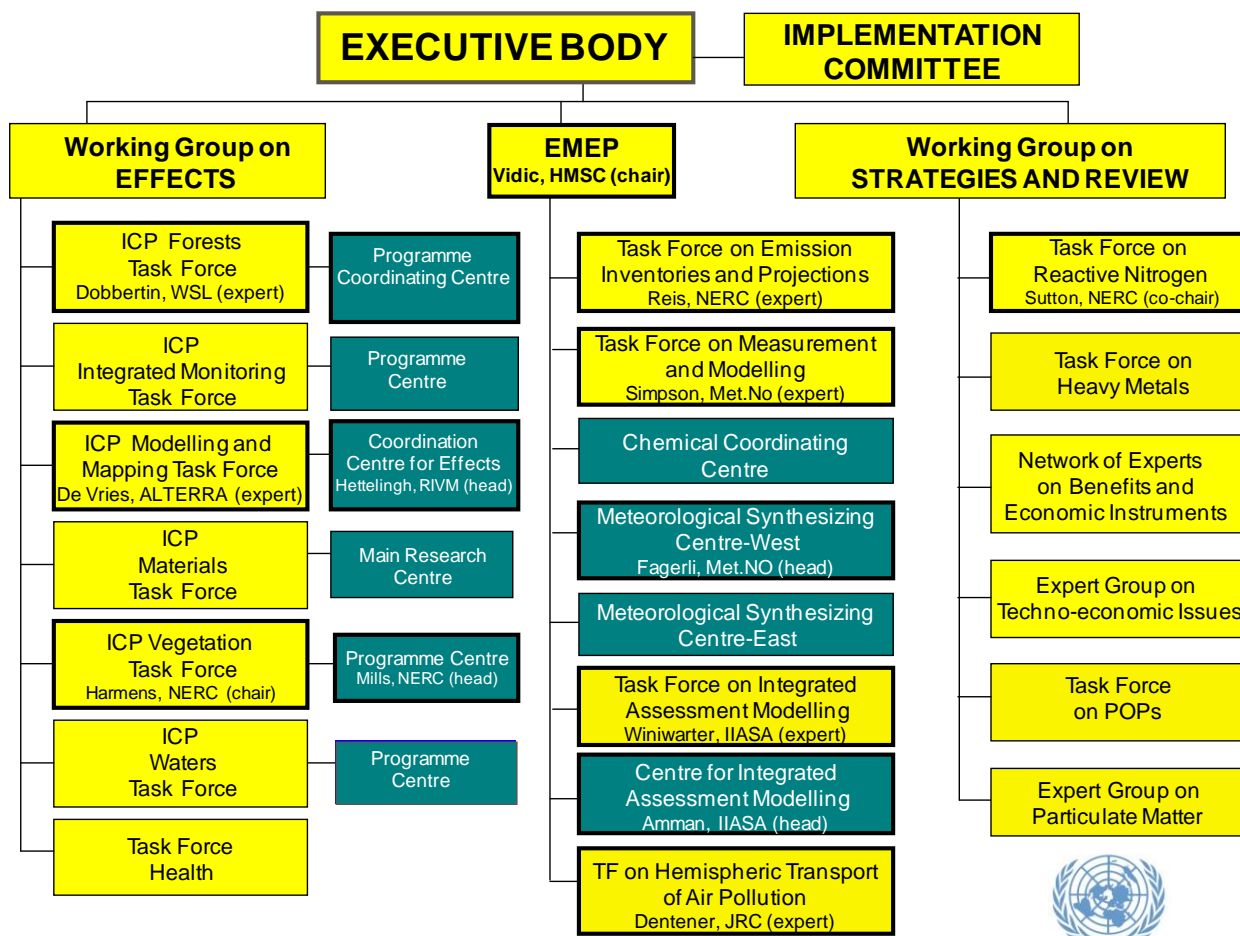 EXECUTIVE BODY
IMPLEMENTATION
COMMITTEE
Working Group on
EFFECTS
EMEP
Vidic, HMSC (chair)
Working Group on
STRATEGIES AND REVIEW
ICP Forests
Task Force
Dobbertin, WSL (expert)
Programme
Coordinating Centre
ICP
Integrated Monitoring
Task Force
Programme
Centre
ICP Modelling and
Mapping Task Force
De Vries, ALTERRA (expert)
Coordination
Centre for Effects
Hettelingh, RIVM (head)
ICP
Materials
Task Force
Main Research
Centre
ICP Vegetation
Task Force
Harmens, NERC (chair)
Programme Centre
Mills, NERC (head)
ICP
Waters
Task Force
Programme
Centre
Task Force
Health
Task Force on Emission
Inventories and Projections
Reis, NERC (expert)
Task Force on Measurement
and Modelling
Simpson, Met.No (expert)
Chemical Coordinating
Centre
Meteorological Synthesizing
Centre-West
Fagerli, Met.NO (head)
Meteorological Synthesizing
Centre-East
Task Force on Integrated
Assessment Modelling
Winiwarter, IIASA (expert)
Centre for Integrated
Assessment Modelling
Amman, IIASA (head)
TF on Hemispheric Transport
of Air Pollution
Dentener, JRC (expert)
Task Force on
Reactive Nitrogen
Sutton, NERC (co-chair)
Task Force on
Heavy Metals
Network of Experts
on Benefits and
Economic Instruments
Expert Group on
Techno-economic Issues
Task Force
on POPs
Expert Group on
Particulate Matter